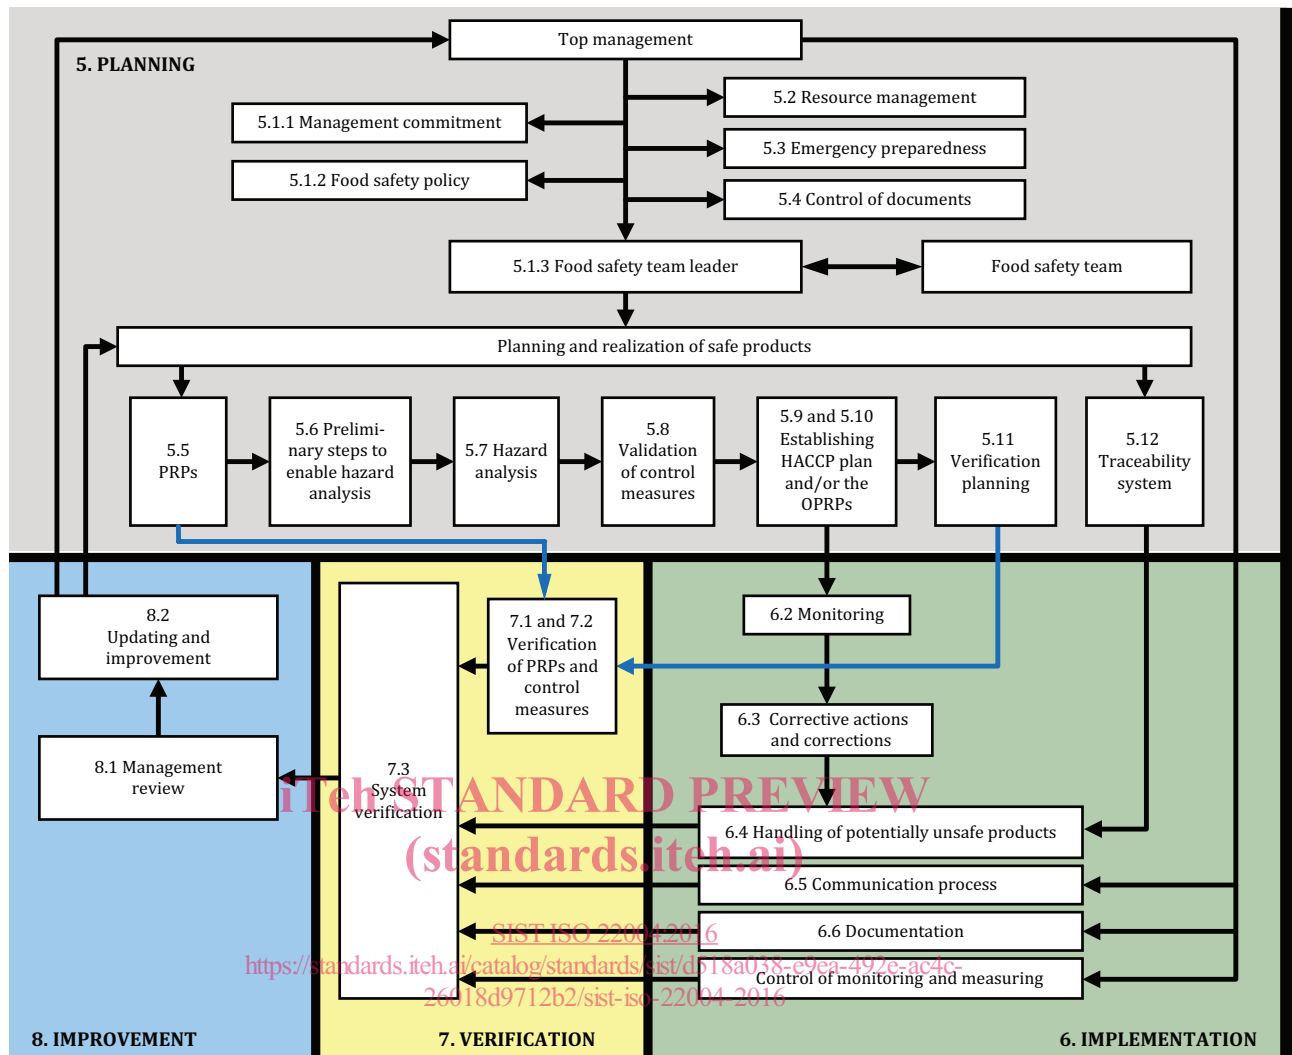 Top management
5. PLANNING
5.2 Resource management
5.1.1 Management commitment
5.3 Emergency preparedness
5.1.2 Food safety policy
5.4 Control of documents
5.1.3 Food safety team leader
Food safety team
Planning and realization of safe products
5.5
PRPs
5.6 Prelimi-
nary steps to
enable hazard
analysis
5.7 Hazard
analysis
5.8
Validation
of control
measures
5.9 and 5.10
Establishing
HACCP plan
and/or the
OPRPs
5.11
Verification
planning
5.12
Traceability
system
8.2
Updating and
improvement
7.1 and 7.2
Verification
of PRPs and
control
measures
6.2 Monitoring
6.3 Corrective actions
and corrections
8.1 Management
review
7.3
System
verification
iTeh STANDARD PREVIEW
(standards.iteh.ai)
6.4 Handling of potentially unsafe products
6.5 Communication process
6.6 Documentation
SIST ISO 22004:2016
Control of monitoring and measuring
https://standards.iteh.ai/catalog/standards/sist/d518a038-e9ea-492e-ac4c-
26018d9712b2/sist-iso-22004-2016
8. IMPROVEMENT
7. VERIFICATION
6. IMPLEMENTATION